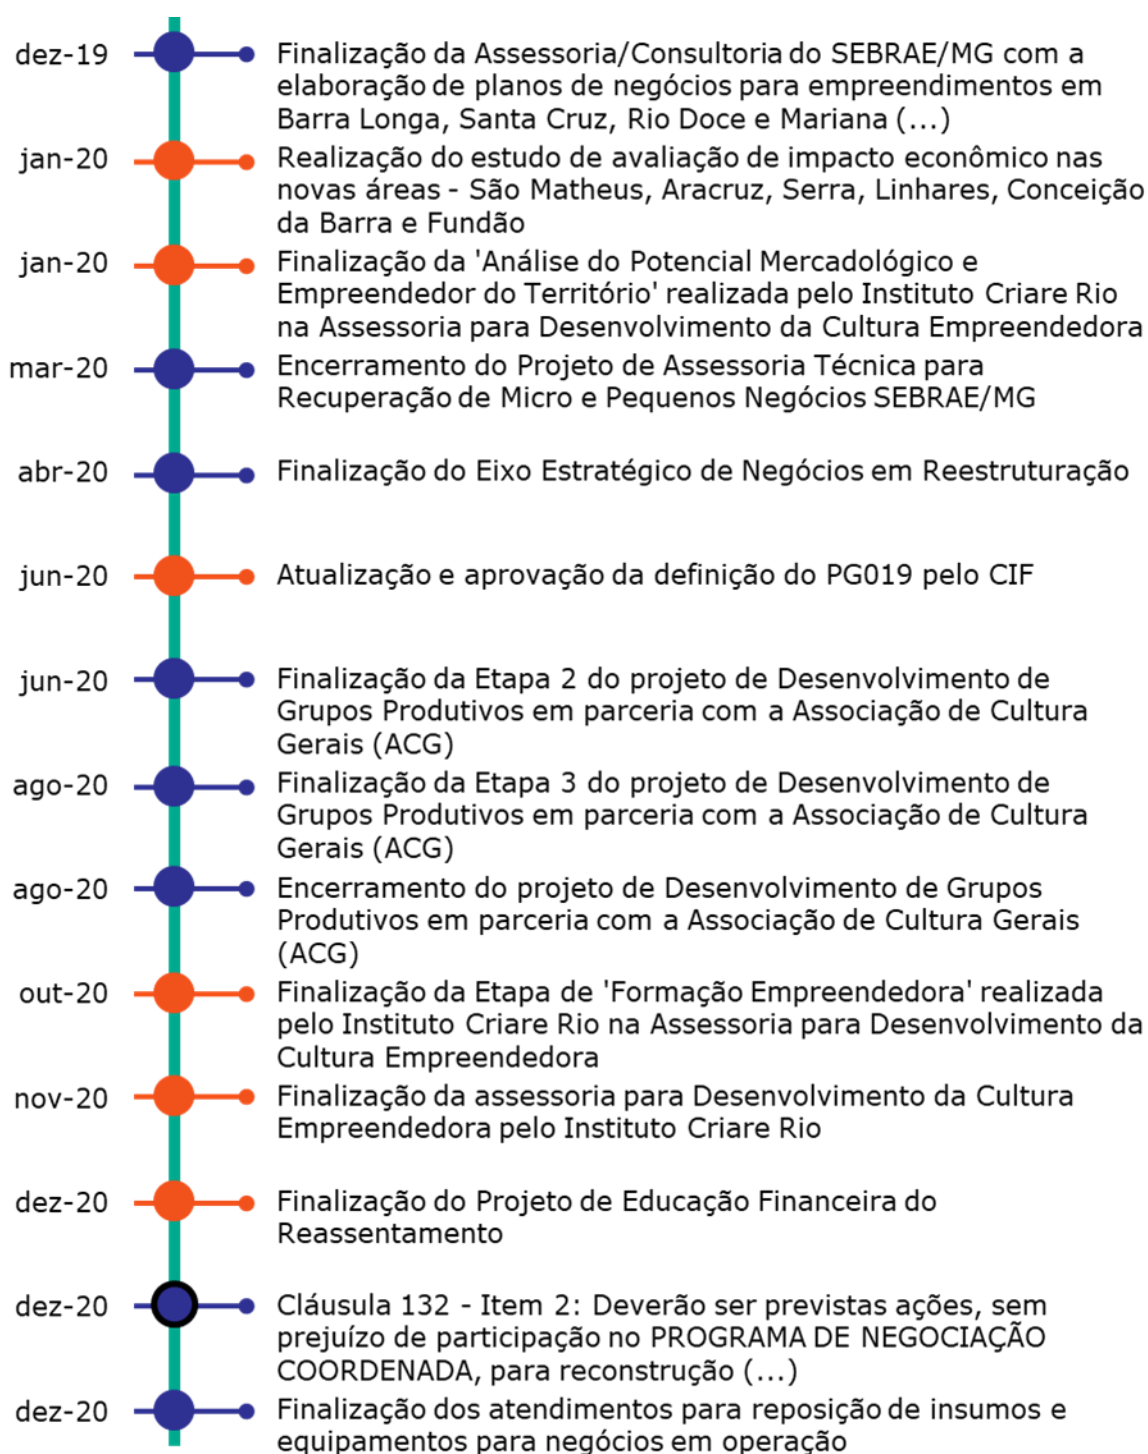 dez-19
Finalização da Assessoria/Consultoria do SEBRAE/MG com a
elaboração de planos de negócios para empreendimentos em
Barra Longa, Santa Cruz, Rio Doce e Mariana (...)
jan-20
Realização do estudo de avaliação de impacto econômico nas
novas áreas - São Matheus, Aracruz, Serra, Linhares, Conceição
da Barra e Fundão
jan-20
Finalização da 'Análise do Potencial Mercadológico e
Empreendedor do Território' realizada pelo Instituto Criare Rio
na Assessoria para Desenvolvimento da Cultura Empreendedora
mar-20
Encerramento do Projeto de Assessoria Técnica para
Recuperação de Micro e Pequenos Negócios SEBRAE/MG
abr-20
Finalização do Eixo Estratégico de Negócios em Reestruturação
jun-20
Atualização e aprovação da definição do PG019 pelo CIF
jun-20
Finalização da Etapa 2 do projeto de Desenvolvimento de
Grupos Produtivos em parceria com a Associação de Cultura
Gerais (ACG)
ago-20
Finalização da Etapa 3 do projeto de Desenvolvimento de
Grupos Produtivos em parceria com a Associação de Cultura
Gerais (ACG)
ago-20
Encerramento do projeto de Desenvolvimento de Grupos
Produtivos em parceria com a Associação de Cultura Gerais
(ACG)
out-20
Finalização da Etapa de 'Formação Empreendedora' realizada
pelo Instituto Criare Rio na Assessoria para Desenvolvimento da
Cultura Empreendedora
nov-20
Finalização da assessoria para Desenvolvimento da Cultura
Empreendedora pelo Instituto Criare Rio
dez-20
Finalização do Projeto de Educação Financeira do
Reassentamento
dez-20
Cláusula 132 - Item 2: Deverão ser previstas ações, sem
prejuízo de participação no PROGRAMA DE NEGOCIAÇÃO
COORDENADA, para reconstrução (...)
dez-20
Finalização dos atendimentos para reposição de insumos e
equipamentos para negócios em operação